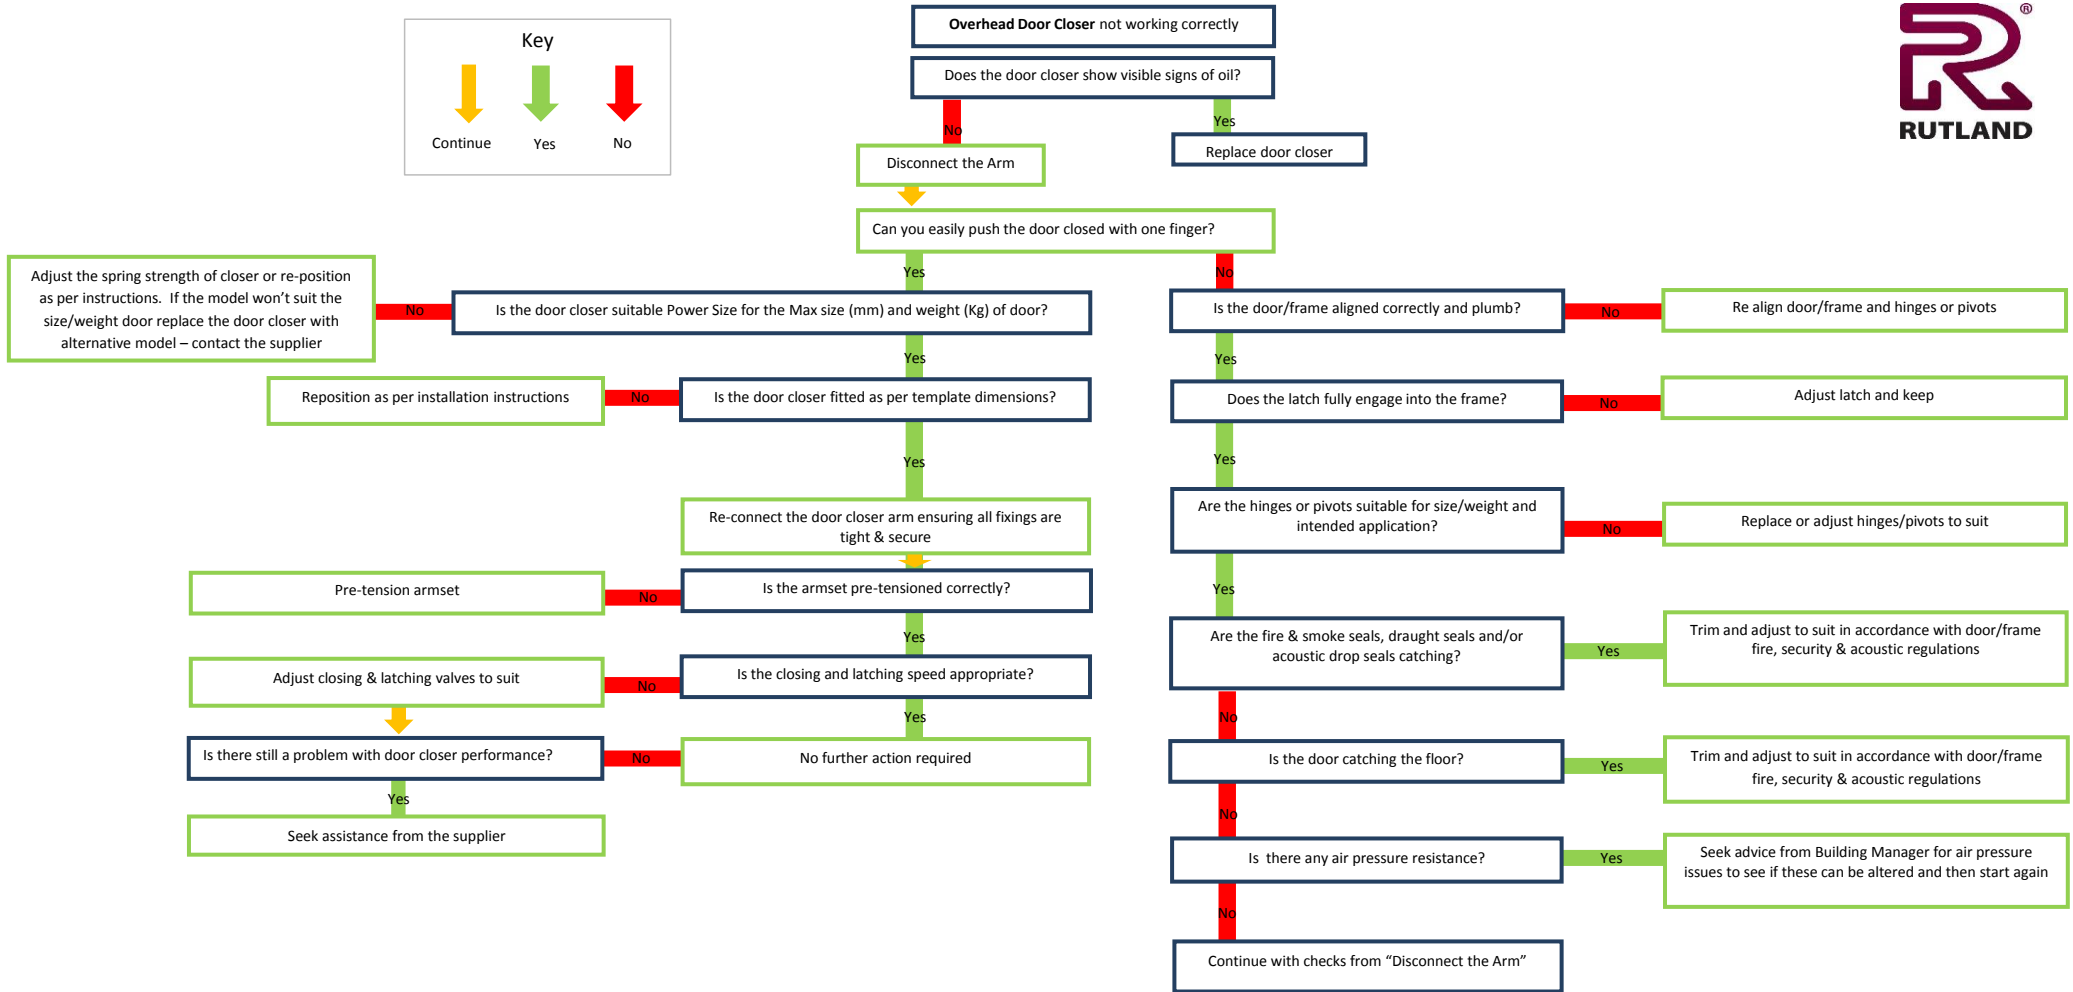 Key
Continue
Yes
No
Overhead Door Closer not working correctly
Does the door closer show visible signs of oil?
®
RUTLAND
No
Yes
Disconnect the Arm
Replace door closer
Can you easily push the door closed with one finger?
Yes
No
Adjust the spring strength of closer or re-position
as per instructions. If the model won’t suit the
size/weight door replace the door closer with
alternative model – contact the supplier
No
Is the door closer suitable Power Size for the Max size (mm) and weight (Kg) of door?
Is the door/frame aligned correctly and plumb?
No
Re align door/frame and hinges or pivots
Yes
Yes
Reposition as per installation instructions
No
Is the door closer fitted as per template dimensions?
Does the latch fully engage into the frame?
No
Adjust latch and keep
Yes
Yes
Re-connect the door closer arm ensuring all fixings are
tight & secure
Are the hinges or pivots suitable for size/weight and
intended application?
No
Replace or adjust hinges/pivots to suit
Pre-tension armset
No
Is the armset pre-tensioned correctly?
Yes
Yes
Are the fire & smoke seals, draught seals and/or
acoustic drop seals catching?
Yes
Trim and adjust to suit in accordance with door/frame
fire, security & acoustic regulations
Adjust closing & latching valves to suit
No
Is the closing and latching speed appropriate?
Yes
No
Is there still a problem with door closer performance?
No
No further action required
Is the door catching the floor?
Yes
Trim and adjust to suit in accordance with door/frame
fire, security & acoustic regulations
Yes
No
Seek assistance from the supplier
Is there any air pressure resistance?
Yes
Seek advice from Building Manager for air pressure
issues to see if these can be altered and then start again
No
Continue with checks from “Disconnect the Arm”